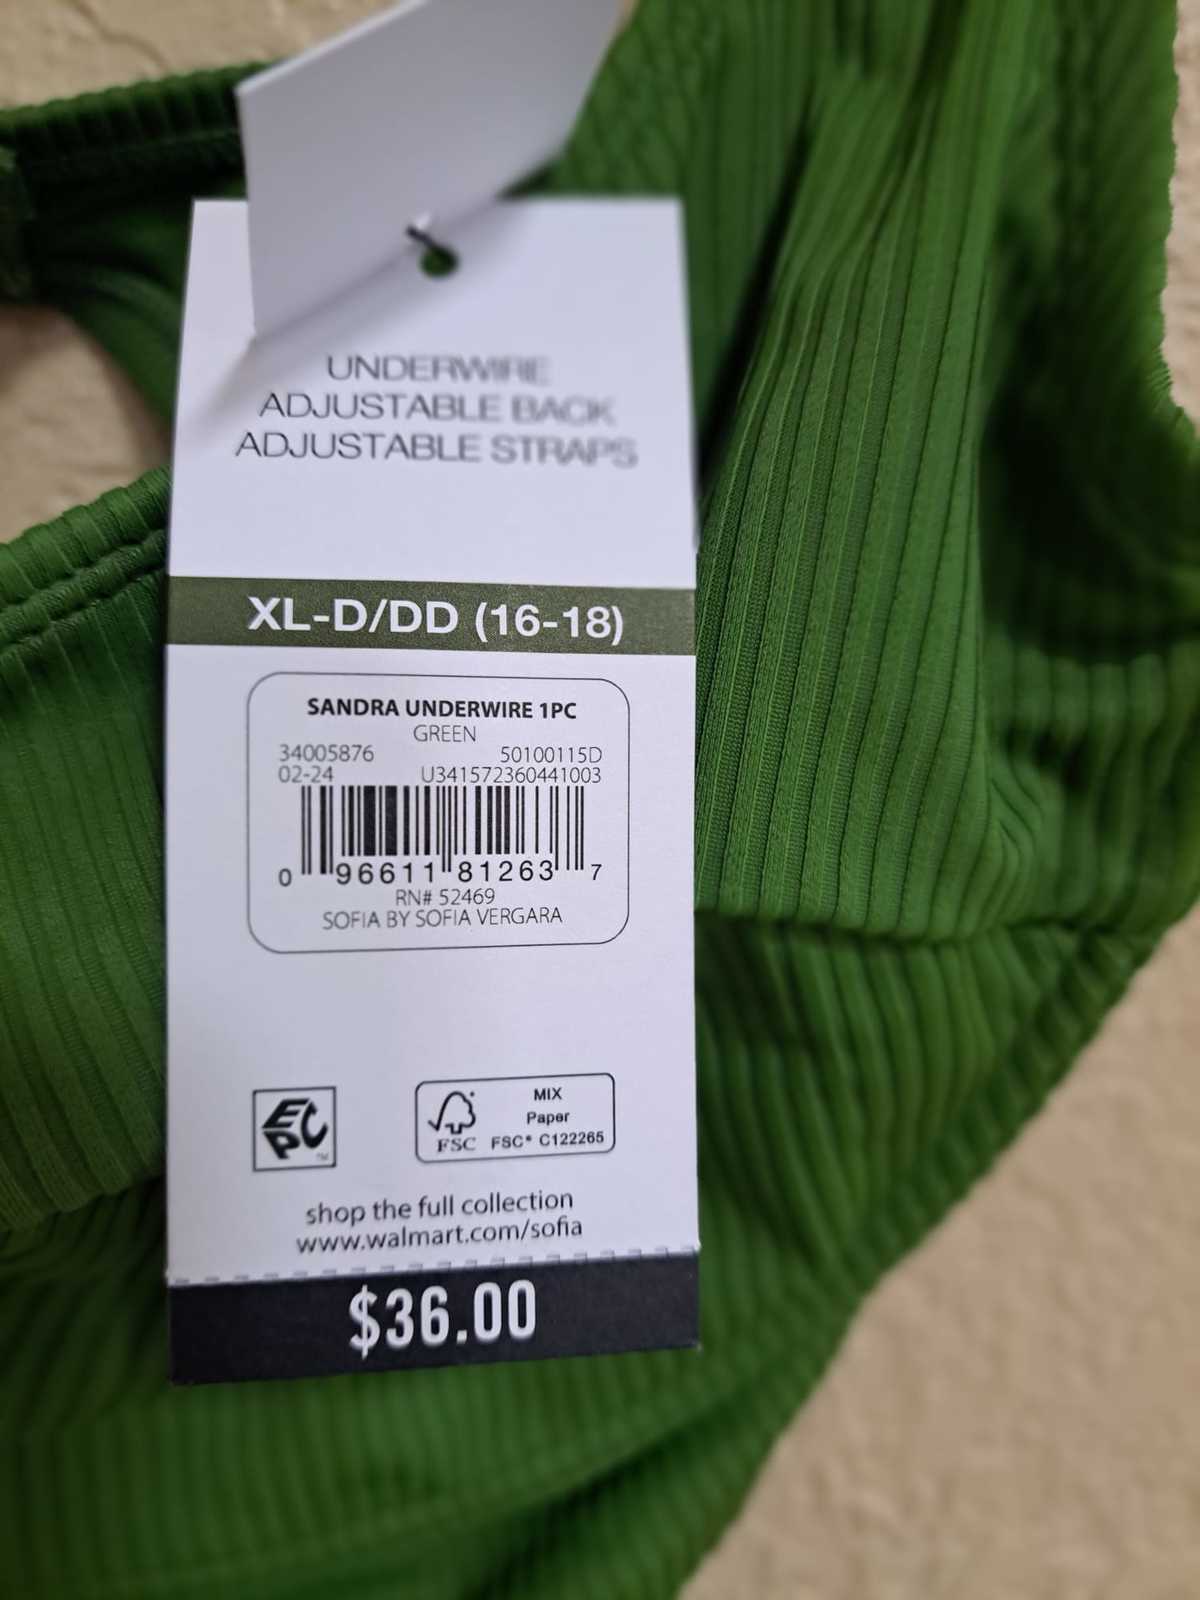 UNDERWIRE
ADJUSTABLE BACK
ADJUSTABLE STRAPS
XL-D/DD (16-18)
SANDRA UNDERWIRE 1PC
GREEN
34005876 50100115D
02-24 U341572360441003
0 96611 81263 7
RN# 52469
SOFIA BY SOFIA VERGARA
EPC ™
MIX
Paper
FSC FSC® C122265
shop the full collection
www.walmart.com/sofia
$36.00